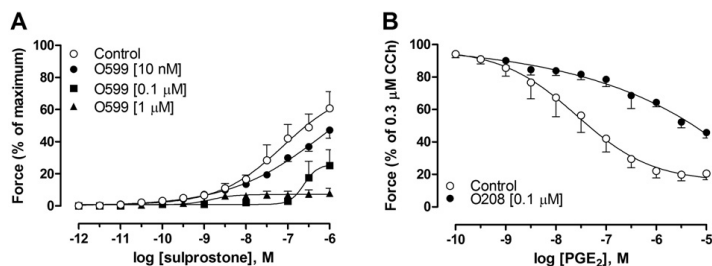 A
Force (% of maximum)
100
80
60
40
20
0
Control
O599 [10 nM]
O599 [0.1 μM]
O599 [1 μM]
-12 -11 -10 -9 -8 -7 -6
log [sulprostone], M
B
Force (% of 0.3 μM CCh)
100
80
60
40
20
0
Control
O208 [0.1 μM]
-10 -9 -8 -7 -6 -5
log [PGE₂], M